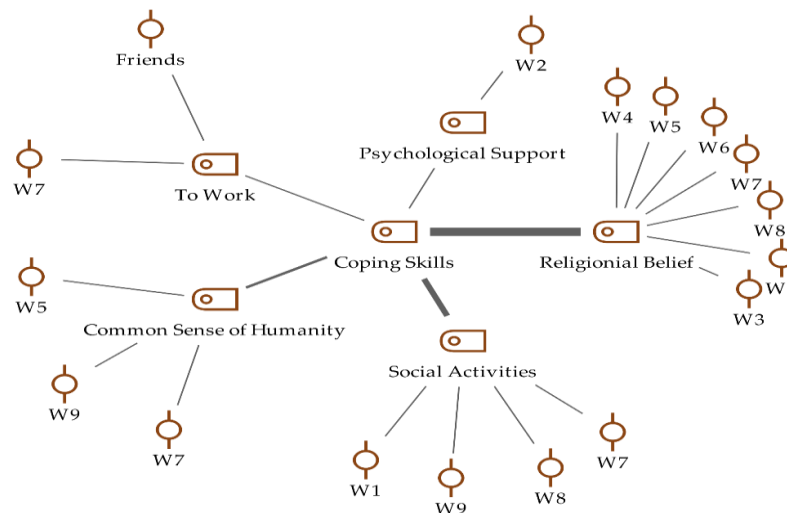 Friends
W2
W4
W5
W6
W7
Psychological Support
W7
To Work
W8
Coping Skills
Religionial Belief
W
W5
W3
Common Sense of Humanity
Social Activities
W9
W7
W1
W9
W8
W7